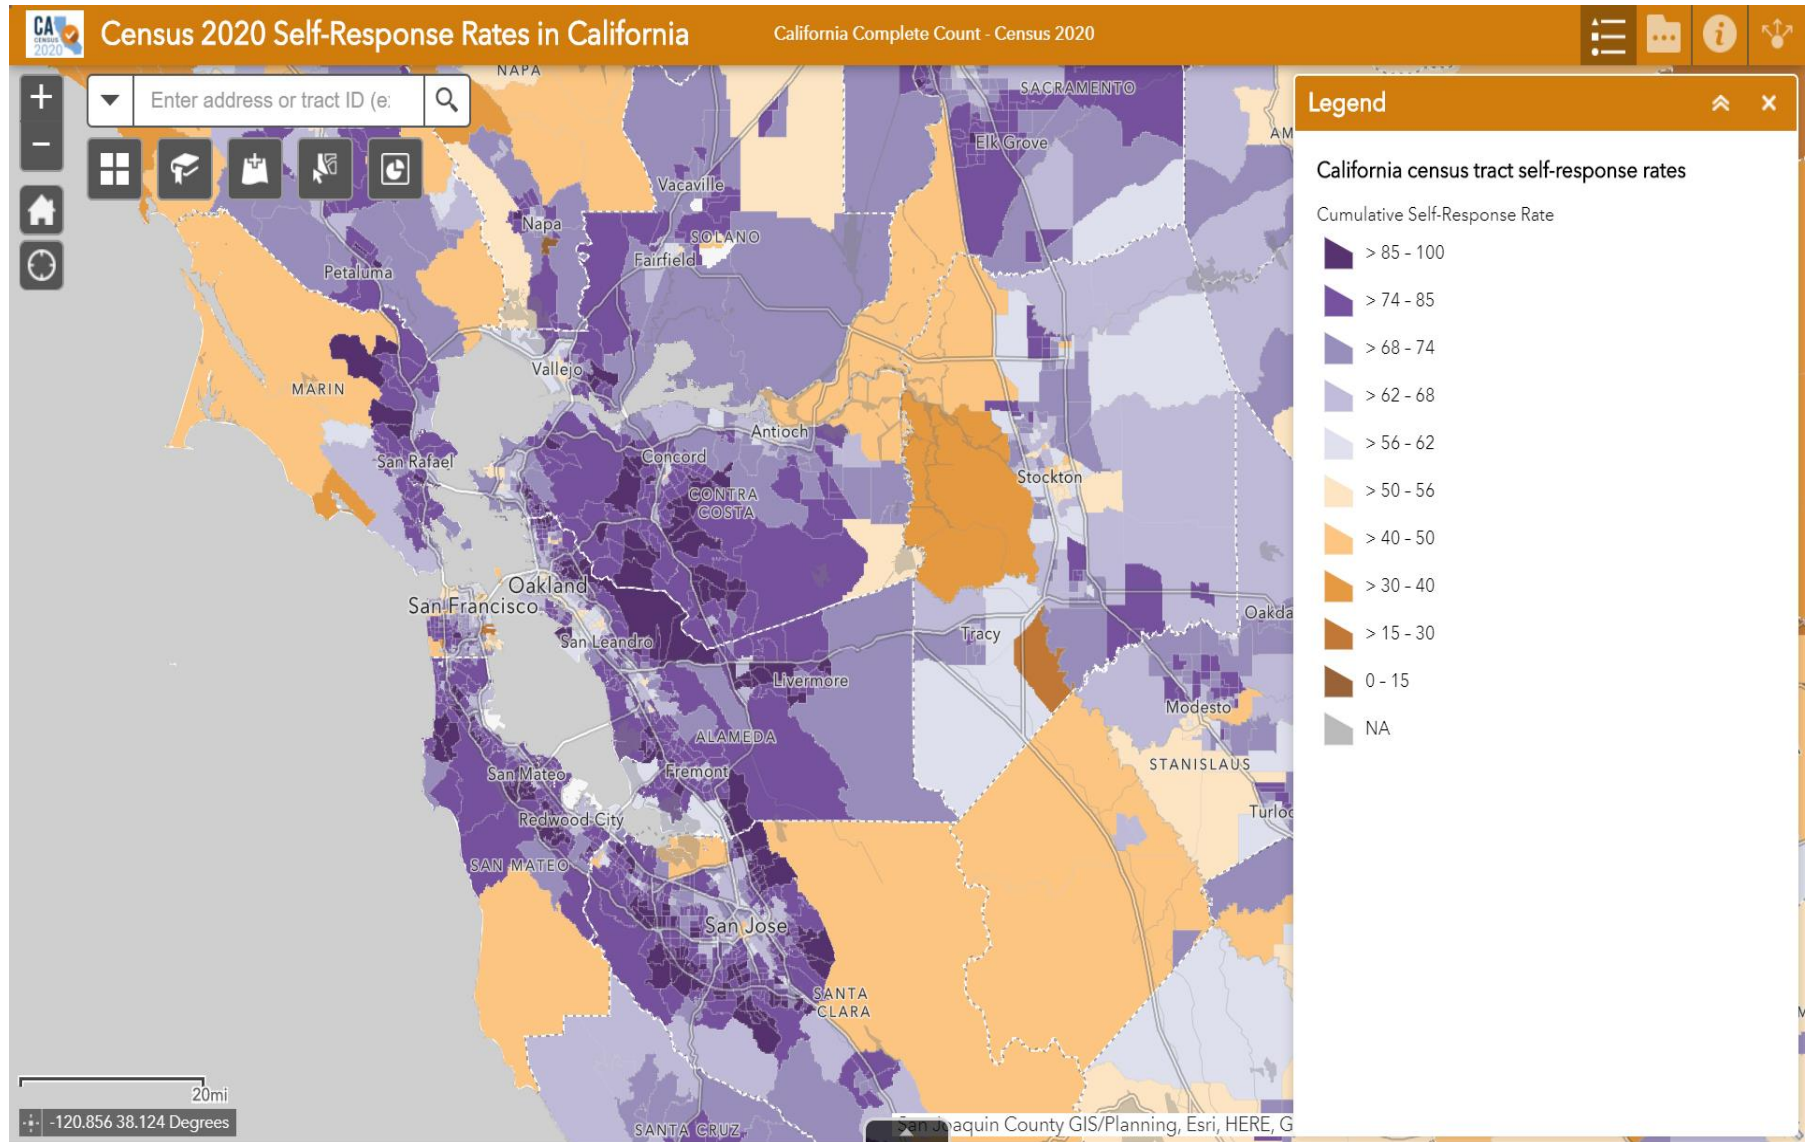 CA
CENSUS
2020
Census 2020 Self-Response Rates in California
California Complete Count - Census 2020
Enter address or tract ID (e:
Legend
California census tract self-response rates
Cumulative Self-Response Rate
> 85 - 100
> 74 - 85
> 68 - 74
> 62 - 68
> 56 - 62
> 50 - 56
> 40 - 50
> 30 - 40
> 15 - 30
0 - 15
NA
NAPA
SACRAMENTO
AM
Elk Grove
Vacaville
Napa
SOLANO
Fairfield
Petaluma
Vallejo
MARIN
Antioch
San Rafael
Concord
CONTRA
COSTA
Stockton
Oakland
San Francisco
San Leandro
Tracy
Oakda
Livermore
Modesto
ALAMEDA
San Mateo
Fremont
STANISLAUS
Redwood City
Turloc
SAN MATEO
San Jose
SANTA
CLARA
SANTA CRUZ
20mi
-120.856 38.124 Degrees
San Joaquin County GIS/Planning, Esri, HERE, G